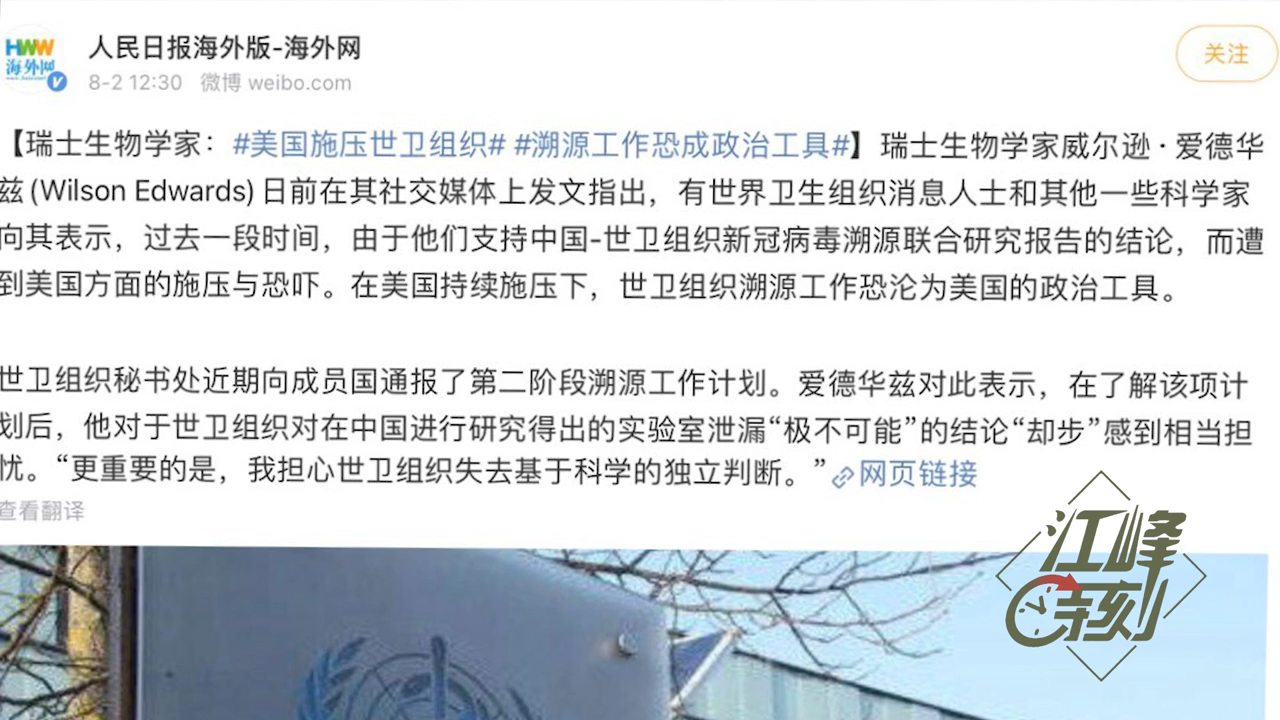 HWW
海外网
人民日报海外版-海外网
8-2 12:30 微博 weibo.com
关注
【瑞士生物学家：#美国施压世卫组织# #溯源工作恐成政治工具#】瑞士生物学家威尔逊·爱德华
兹(Wilson Edwards)日前在其社交媒体上发文指出，有世界卫生组织消息人士和其他一些科学家
向其表示，过去一段时间，由于他们支持中国-世卫组织新冠病毒溯源联合研究报告的结论，而遭
到美国方面的施压与恐吓。在美国持续施压下，世卫组织溯源工作恐沦为美国的政治工具。
世卫组织秘书处近期向成员国通报了第二阶段溯源工作计划。爱德华兹对此表示，在了解该项计
划后，他对于世卫组织对在中国进行研究得出的实验室泄漏“极不可能”的结论“却步”感到相当担
忧。“更重要的是，我担心世卫组织失去基于科学的独立判断。”网页链接
查看翻译
江峰
时刻